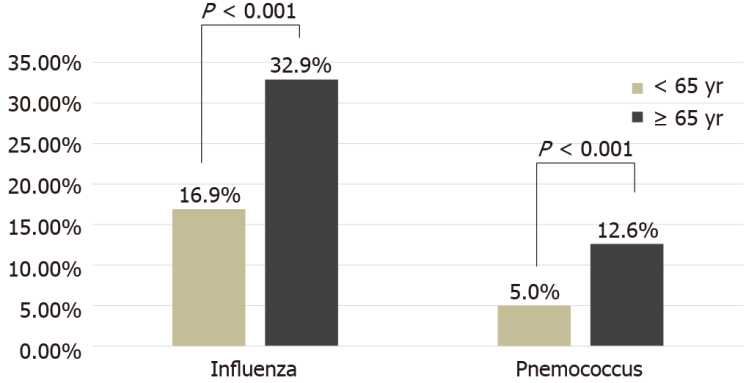 P < 0.001
35.00%
30.00%
25.00%
20.00%
15.00%
10.00%
5.00%
0.00%
32.9%
16.9%
< 65 yr
≥ 65 yr
P < 0.001
12.6%
5.0%
Influenza
Pnemococcus